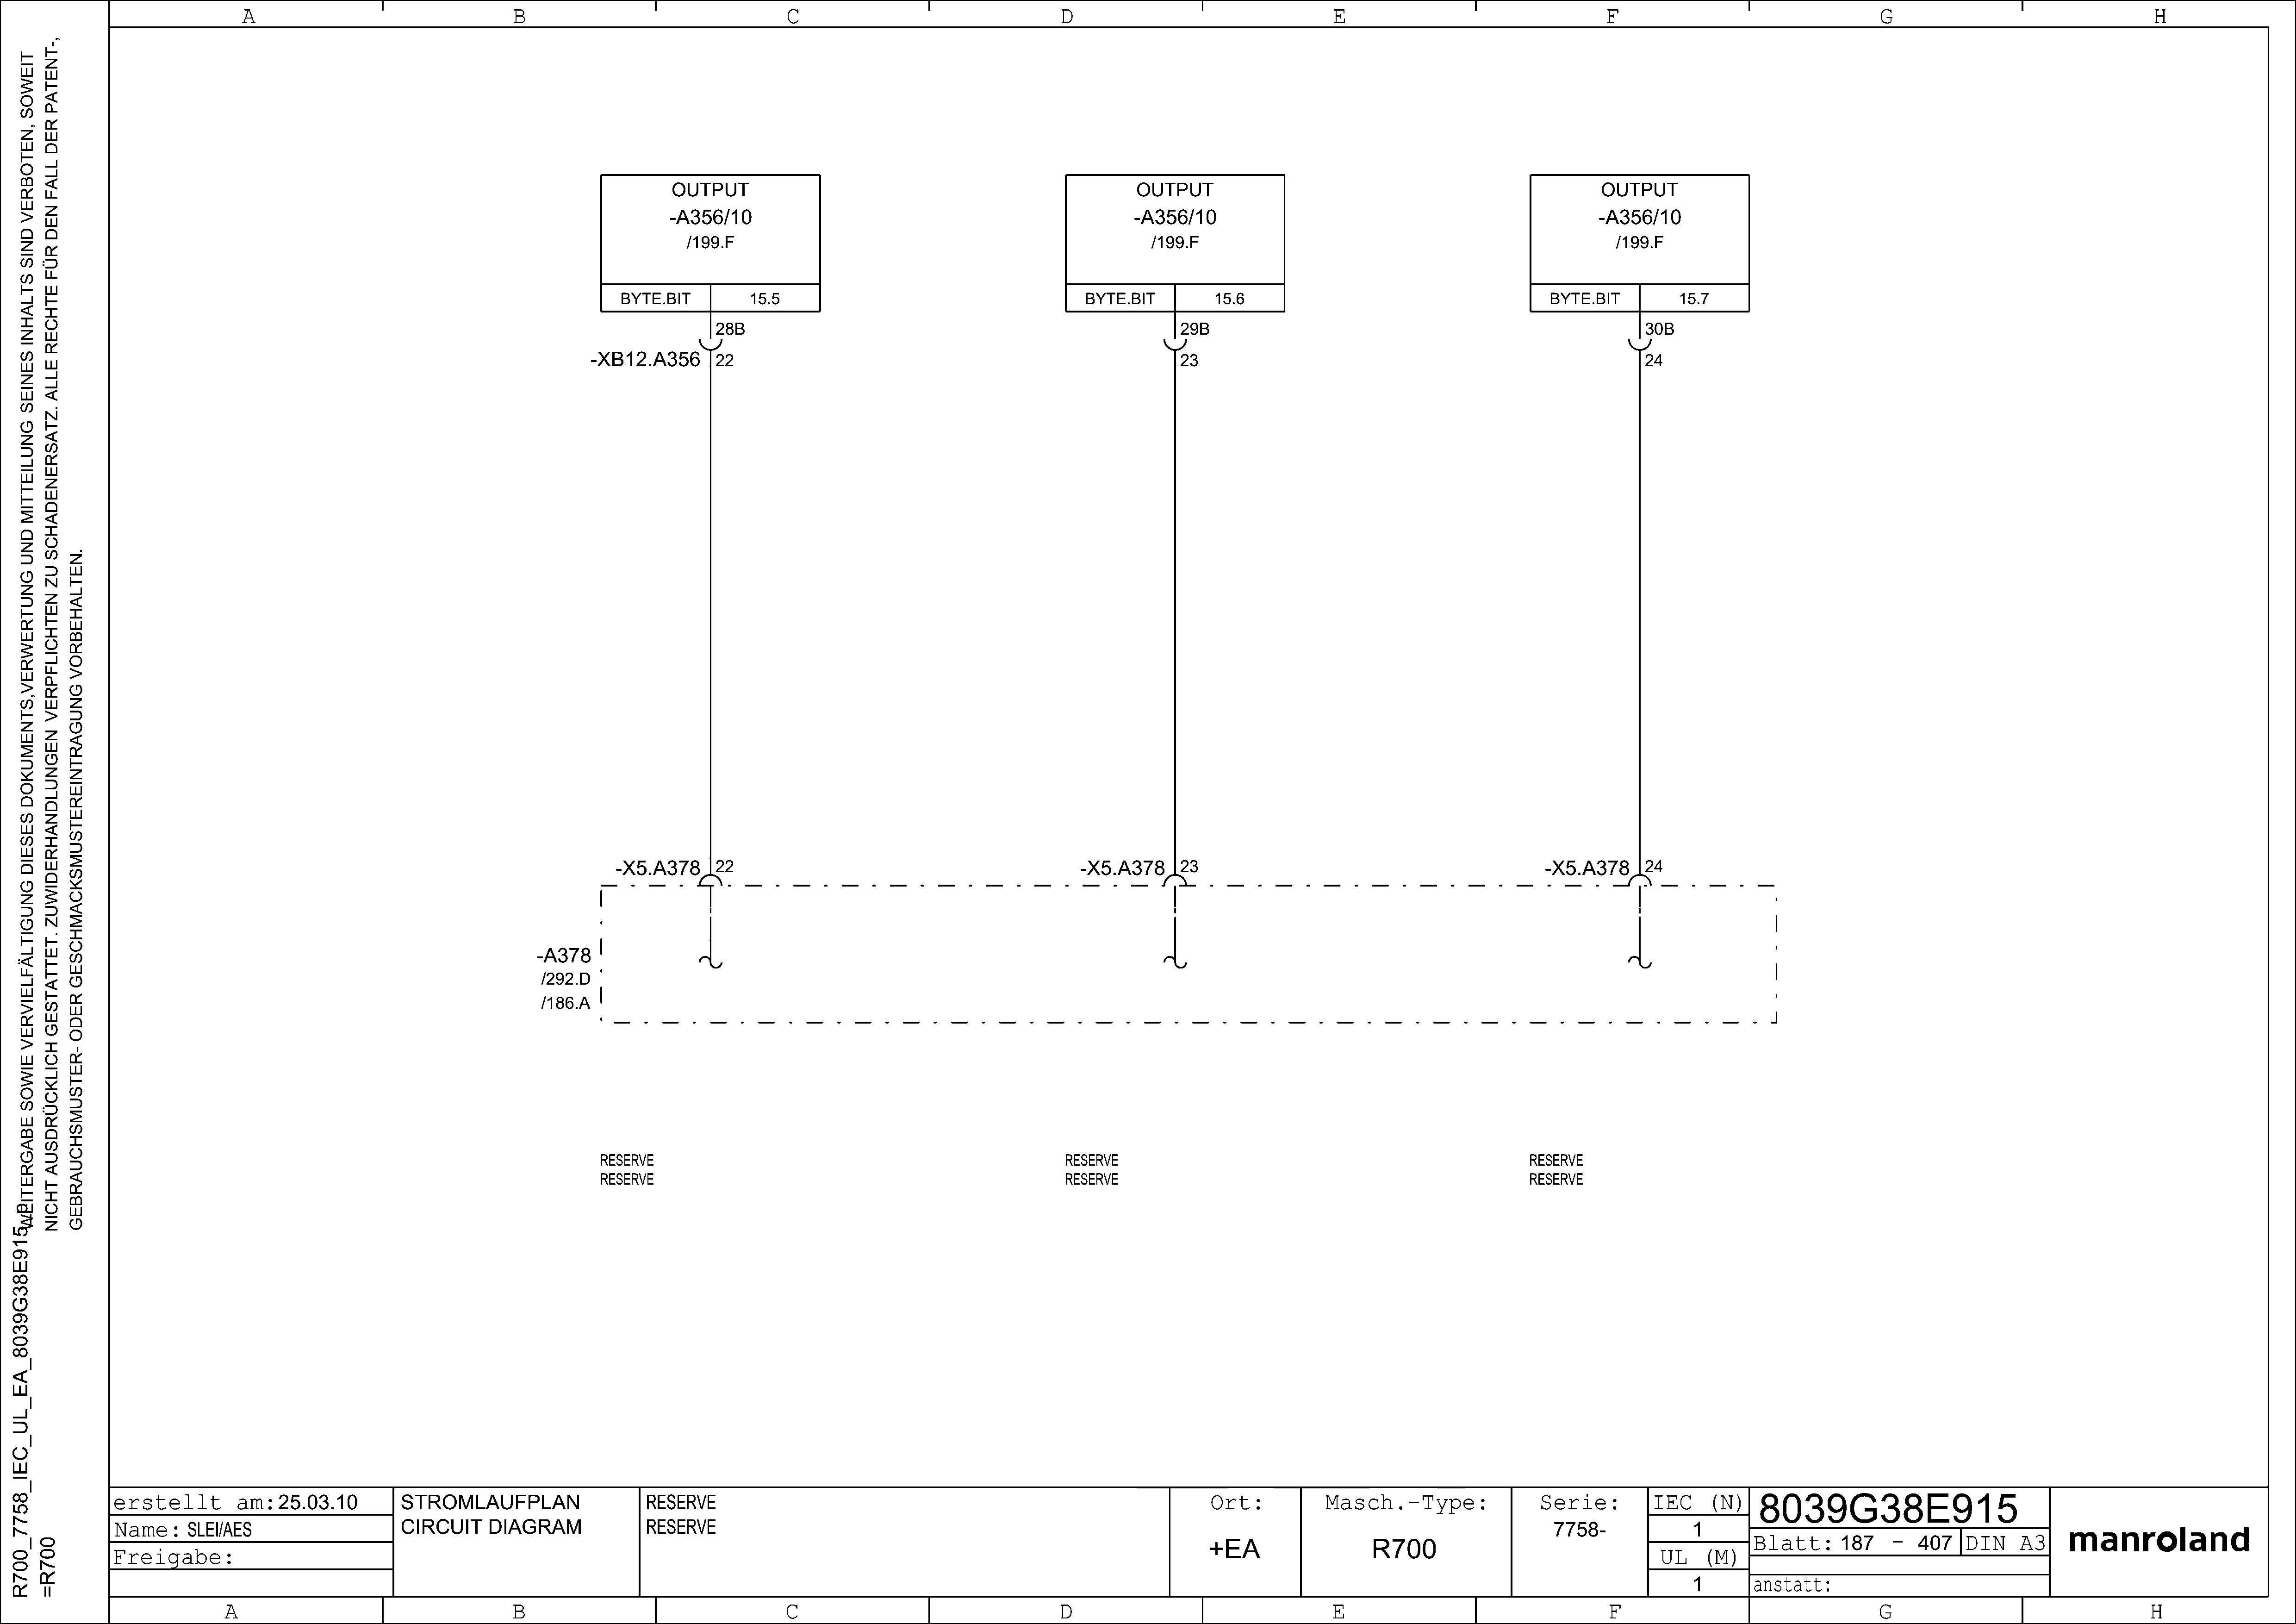 A B C D E F G H
WEITERGABE SOWIE VERVIELFÄLTIGUNG DIESES DOKUMENTS,VERWERTUNG UND MITTEILUNG SEINES INHALTS SIND VERBOTEN, SOWEIT
NICHT AUSDRÜCKLICH GESTATTET. ZUWIDERHANDLUNGEN VERPFLICHTEN ZU SCHADENERSATZ. ALLE RECHTE FÜR DEN FALL DER PATENT-,
GEBRAUCHSMUSTER- ODER GESCHMACKSMUSTEREINTRAGUNG VORBEHALTEN.
OUTPUT OUTPUT OUTPUT
-A356/10 -A356/10 -A356/10
/199.F /199.F /199.F
BYTE.BIT 15.5 BYTE.BIT 15.6 BYTE.BIT 15.7
28B 29B 30B
-XB12.A356 22 23 24
-X5.A378 22 -X5.A378 23 -X5.A378 24
-A378
/292.D
/186.A
RESERVE RESERVE RESERVE
RESERVE RESERVE RESERVE
=R700
erstellt am: 25.03.10
Name: SLEI/AES
Freigabe:
STROMLAUFPLAN
CIRCUIT DIAGRAM
RESERVE
RESERVE
Ort:
+EA
Masch.-Type:
R700
Serie:
7758-
IEC (N)
1
UL (M)
1
8039G38E915
Blatt: 187 - 407 DIN A3
anstatt:
manroland
A B C D E F G H